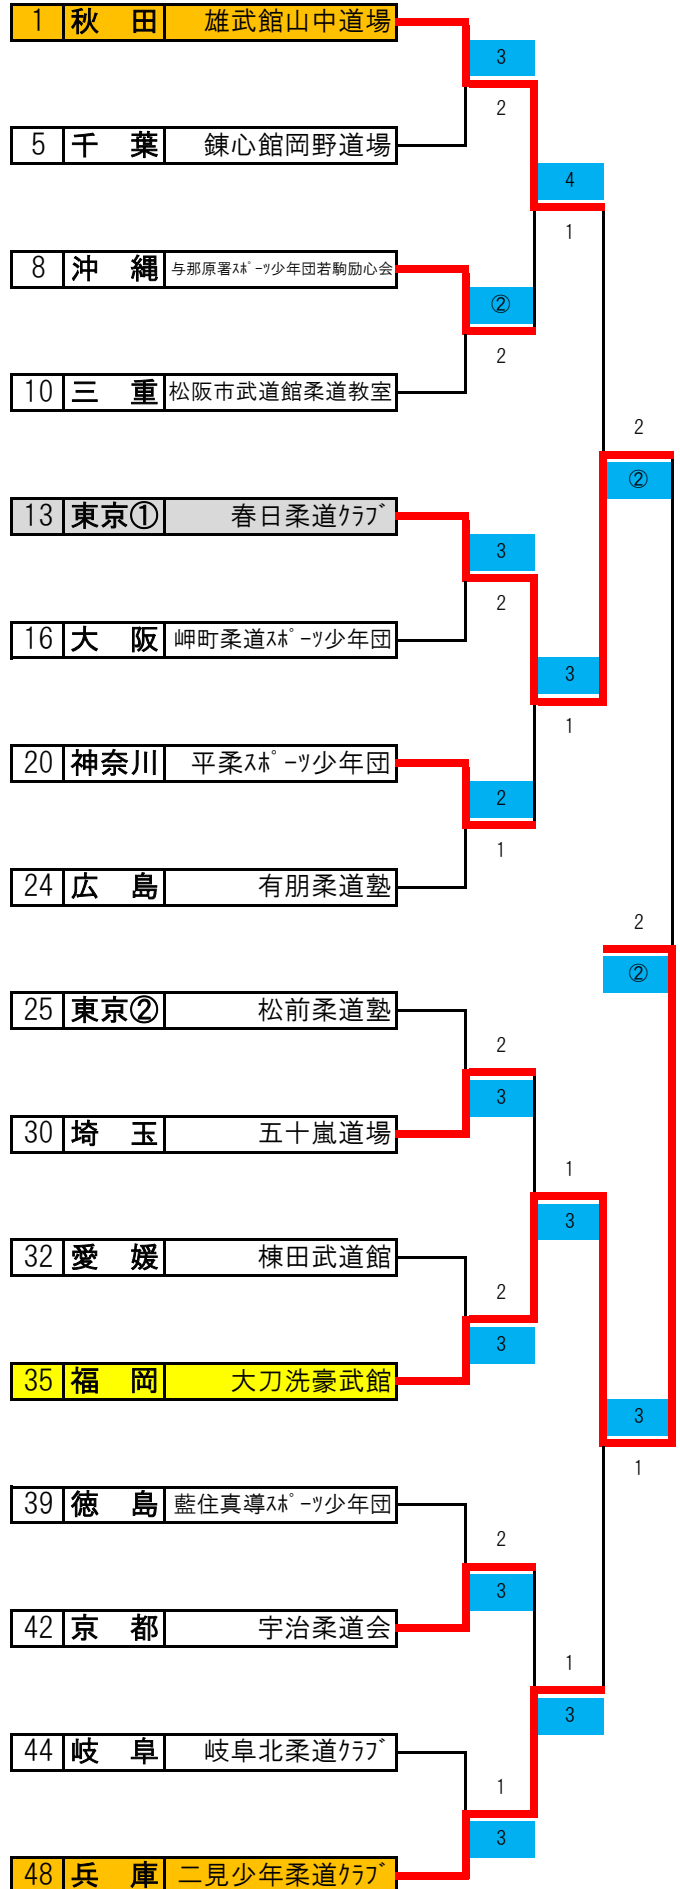 1 秋 田 雄武館山中道場
3
2
5 千 葉 錬心館岡野道場
4
1
8 沖 縄 与那原署ｽﾎﾟｰﾂ少年団若駒励心会
②
2
10 三 重 松阪市武道館柔道教室
2
②
13 東京① 春日柔道ｸﾗﾌﾞ
3
2
16 大 阪 岬町柔道ｽﾎﾟｰﾂ少年団
3
1
20 神奈川 平柔ｽﾎﾟｰﾂ少年団
2
1
24 広 島 有朋柔道塾
2
②
25 東京② 松前柔道塾
2
3
30 埼 玉 五十嵐道場
1
3
32 愛 媛 棟田武道館
2
3
35 福 岡 大刀洗豪武館
3
1
39 徳 島 藍住真導ｽﾎﾟｰﾂ少年団
2
3
42 京 都 宇治柔道会
1
3
44 岐 阜 岐阜北柔道ｸﾗﾌﾞ
1
3
48 兵 庫 二見少年柔道ｸﾗﾌﾞ